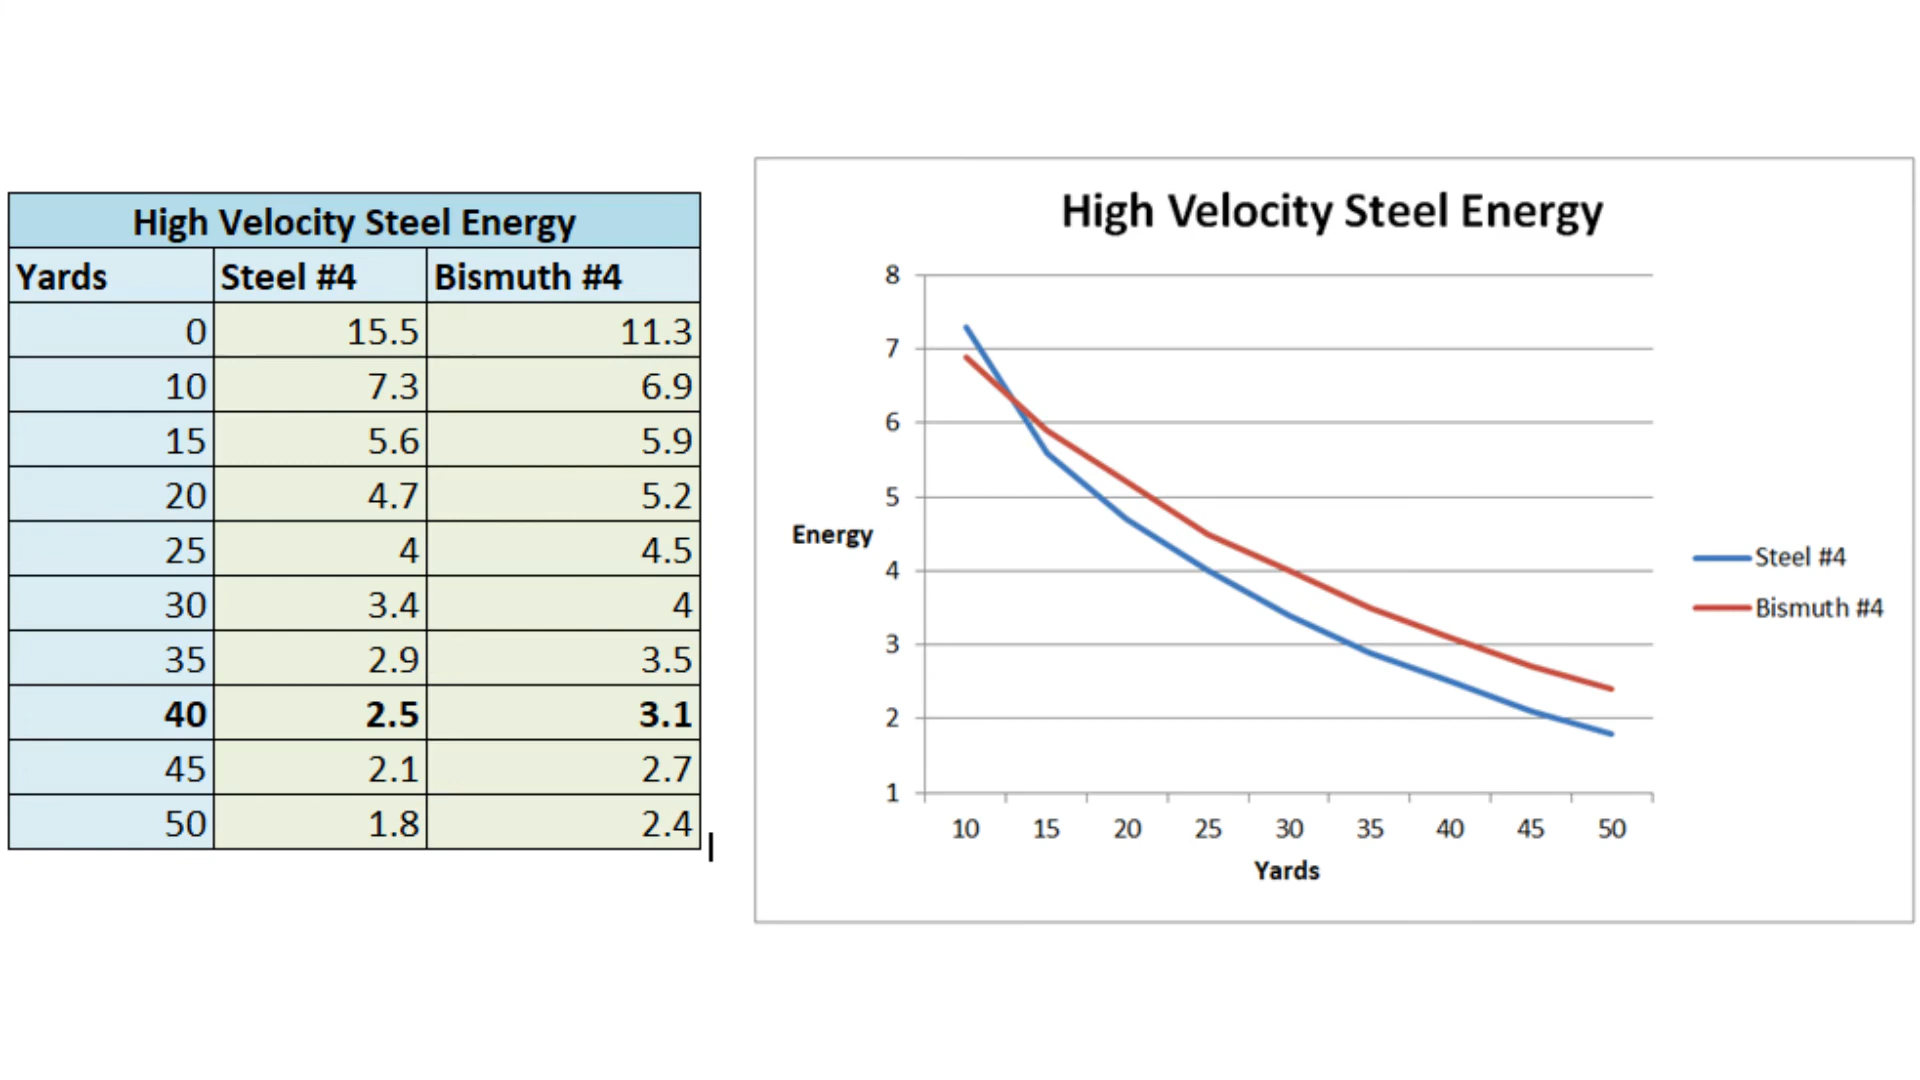 High Velocity Steel Energy
Yards Steel #4 Bismuth #4
0 15.5 11.3
10 7.3 6.9
15 5.6 5.9
20 4.7 5.2
25 4 4.5
30 3.4 4
35 2.9 3.5
40 2.5 3.1
45 2.1 2.7
50 1.8 2.4
High Velocity Steel Energy
8
7
6
5
Energy
4
3
2
1
10 15 20 25 30 35 40 45 50
Yards
Steel #4
Bismuth #4